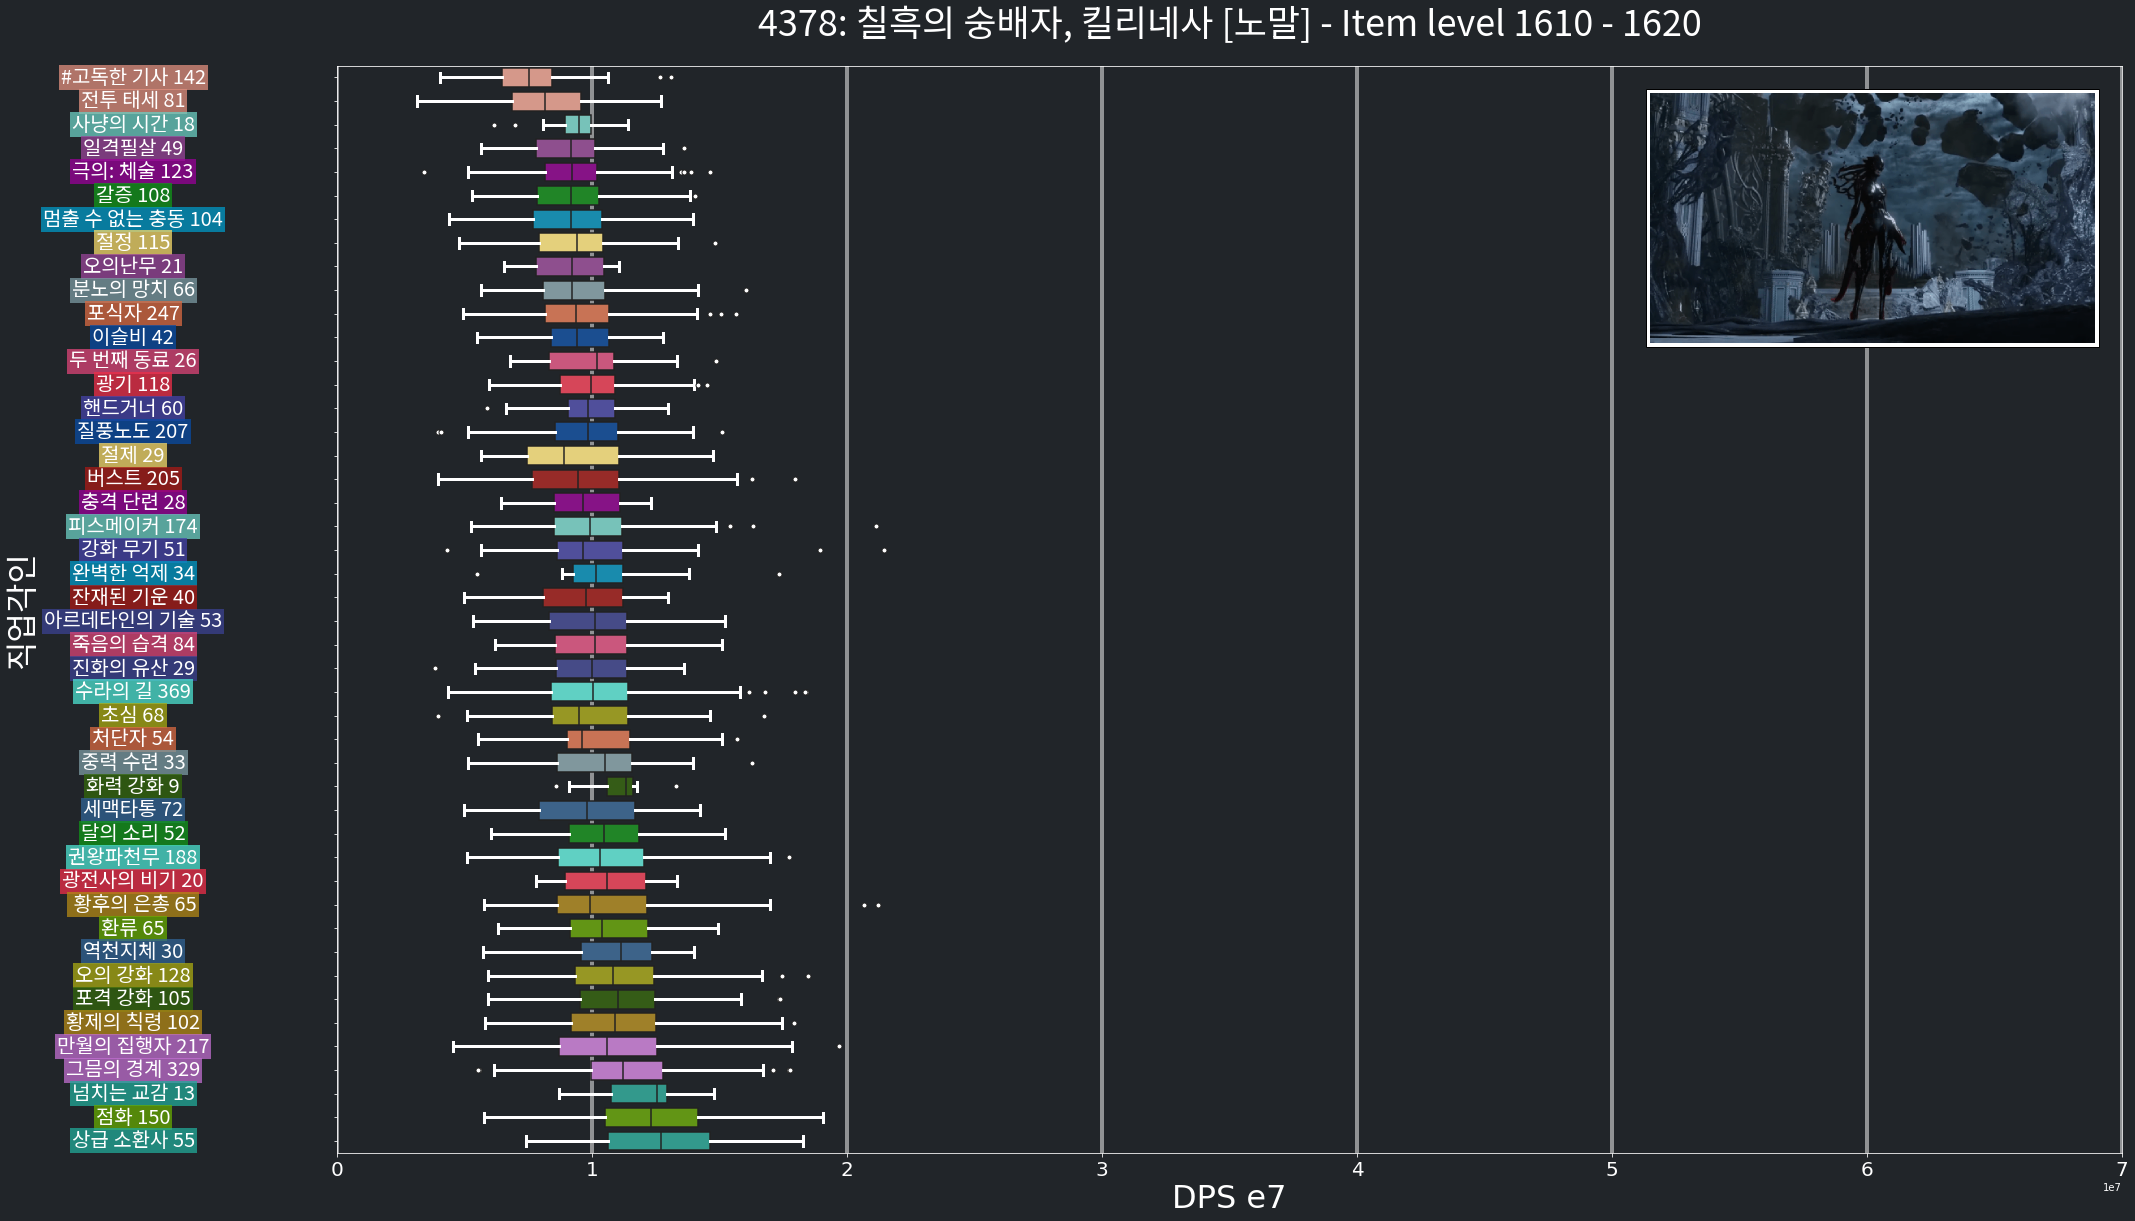 4378: 칠흑의 숭배자, 킬리네사 [노말] - Item level 1610 - 1620
#고독한 기사 142
전투 태세 81
사냥의 시간 18
일격필살 49
극의: 체술 123
갈증 108
멈출 수 없는 충동 104
절정 115
오의난무 21
분노의 망치 66
포식자 247
이슬비 42
두 번째 동료 26
광기 118
핸드거너 60
질풍노도 207
절제 29
버스트 205
충격 단련 28
피스메이커 174
강화 무기 51
완벽한 억제 34
잔재된 기운 40
아르데타인의 기술 53
죽음의 습격 84
진화의 유산 29
수라의 길 369
초심 68
처단자 54
중력 수련 33
화력 강화 9
세맥타통 72
달의 소리 52
권왕파천무 188
광전사의 비기 20
황후의 은총 65
환류 65
역천지체 30
오의 강화 128
포격 강화 105
황제의 칙령 102
만월의 집행자 217
그믐의 경계 329
넘치는 교감 13
점화 150
상급 소환사 55
직업각인
0 1 2 3 4 5 6 7
1e7
DPS e7